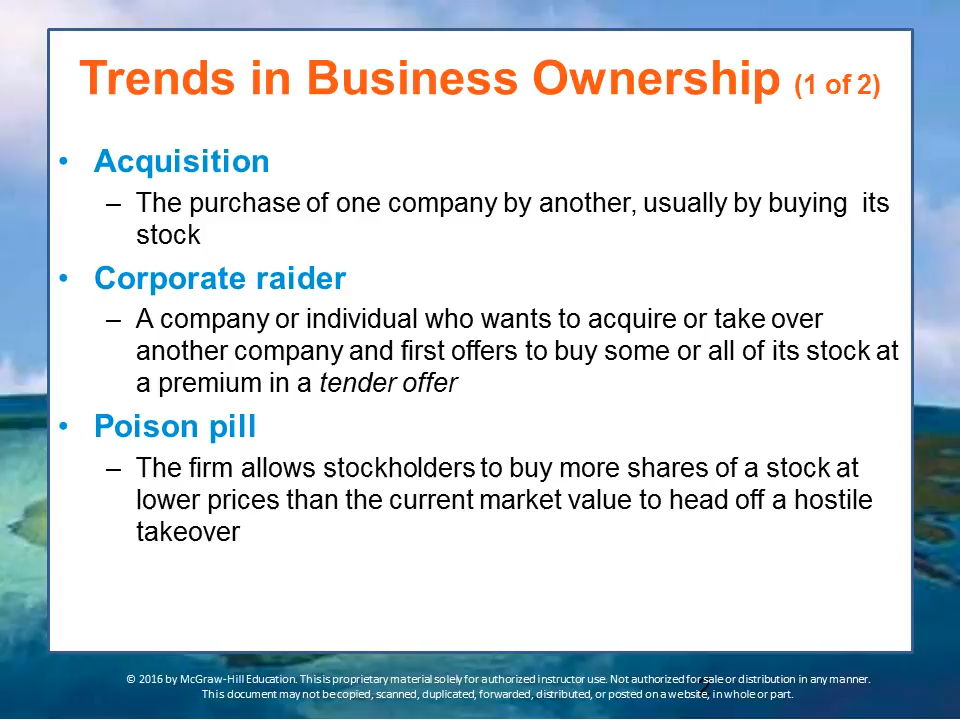 Trends in Business Ownership (1 of 2)
• Acquisition
– The purchase of one company by another, usually by buying  its
stock
• Corporate raider
– A company or individual who wants to acquire or take over
another company and first offers to buy some or all of its stock at
a premium in a tender offer
• Poison pill
– The firm allows stockholders to buy more shares of a stock at
lower prices than the current market value to head off a hostile
takeover
© 2016 by McGraw-Hill Education. This is proprietary material solely for authorized instructor use. Not authorized for sale or distribution in any manner.
This document may not be copied, scanned, duplicated, forwarded, distributed, or posted on a website, in whole or part.